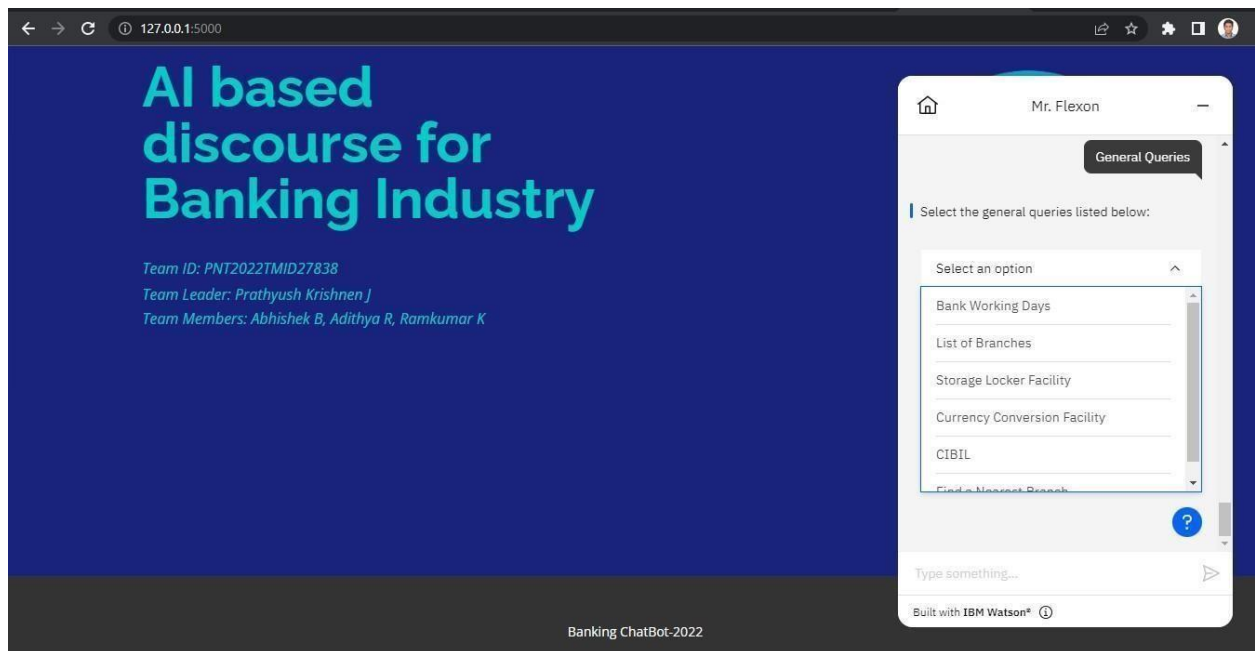 127.0.0.1:5000
AI based
discourse for
Banking Industry
Team ID: PNT2022TMID27838
Team Leader: Prathyush Krishnen J
Team Members: Abhishek B, Adithya R, Ramkumar K
Mr. Flexon
General Queries
Select the general queries listed below:
Select an option
Bank Working Days
List of Branches
Storage Locker Facility
Currency Conversion Facility
CIBIL
Find a Nearest Branch
?
Type something...
Built with IBM Watson®
Banking ChatBot-2022